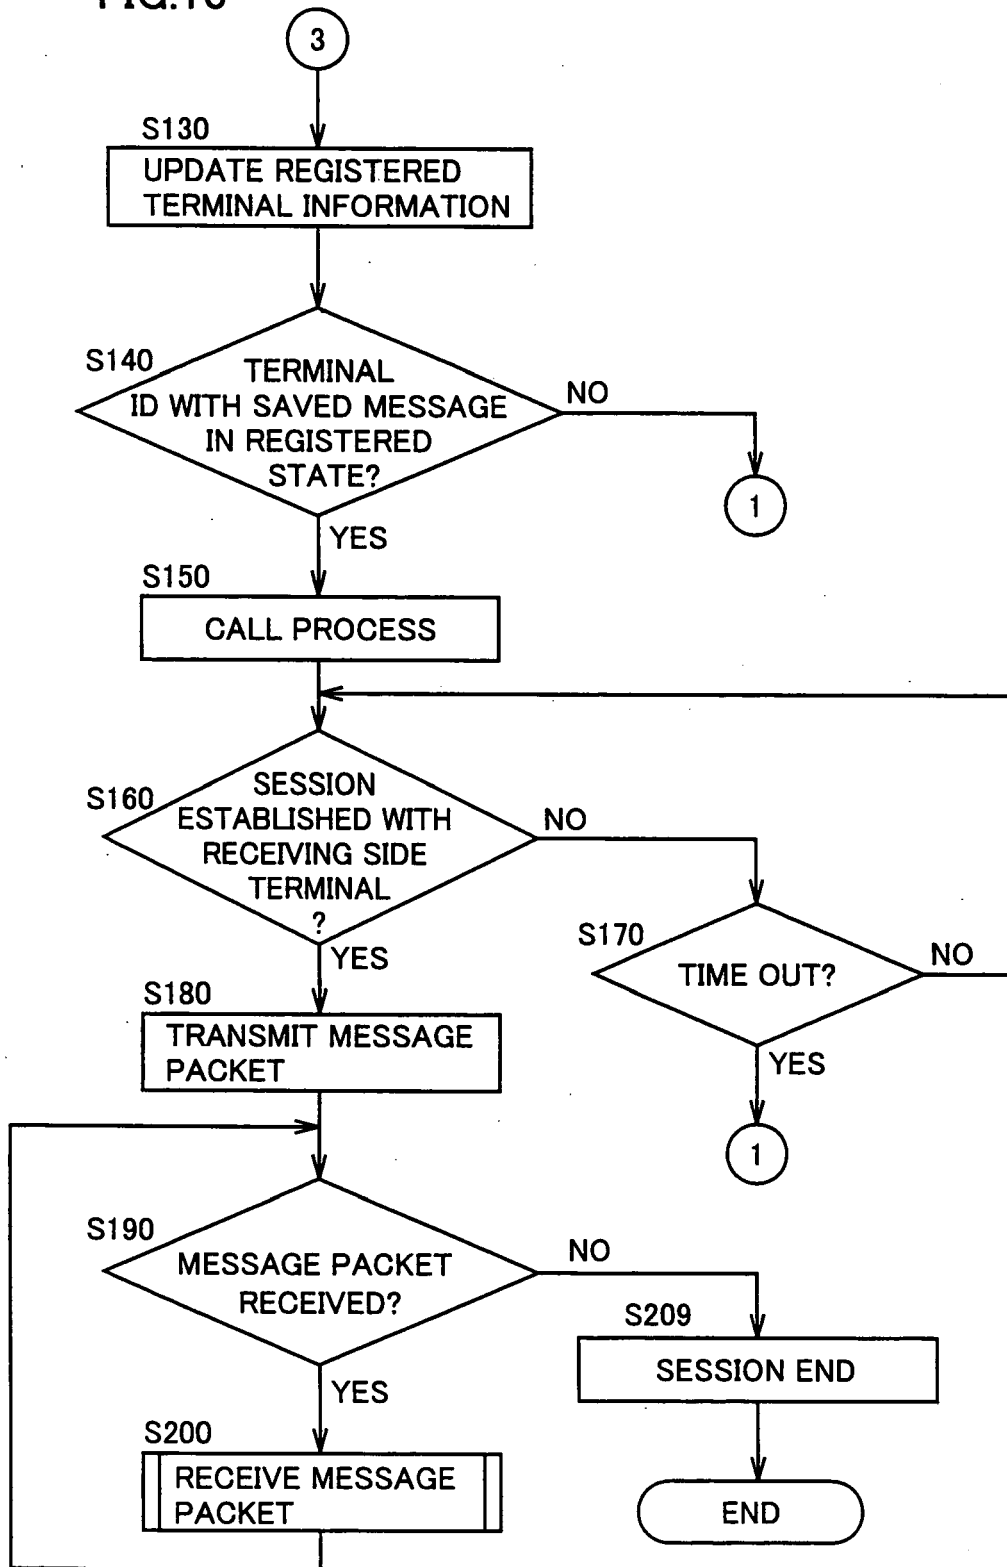 3
S130
UPDATE REGISTERED
TERMINAL INFORMATION
S140
TERMINAL
ID WITH SAVED MESSAGE
IN REGISTERED
STATE?
NO
1
YES
S150
CALL PROCESS
S160
SESSION
ESTABLISHED WITH
RECEIVING SIDE
TERMINAL
?
NO
YES
S170
TIME OUT?
NO
YES
1
S180
TRANSMIT MESSAGE
PACKET
S190
MESSAGE PACKET
RECEIVED?
NO
YES
S209
SESSION END
END
S200
RECEIVE MESSAGE
PACKET